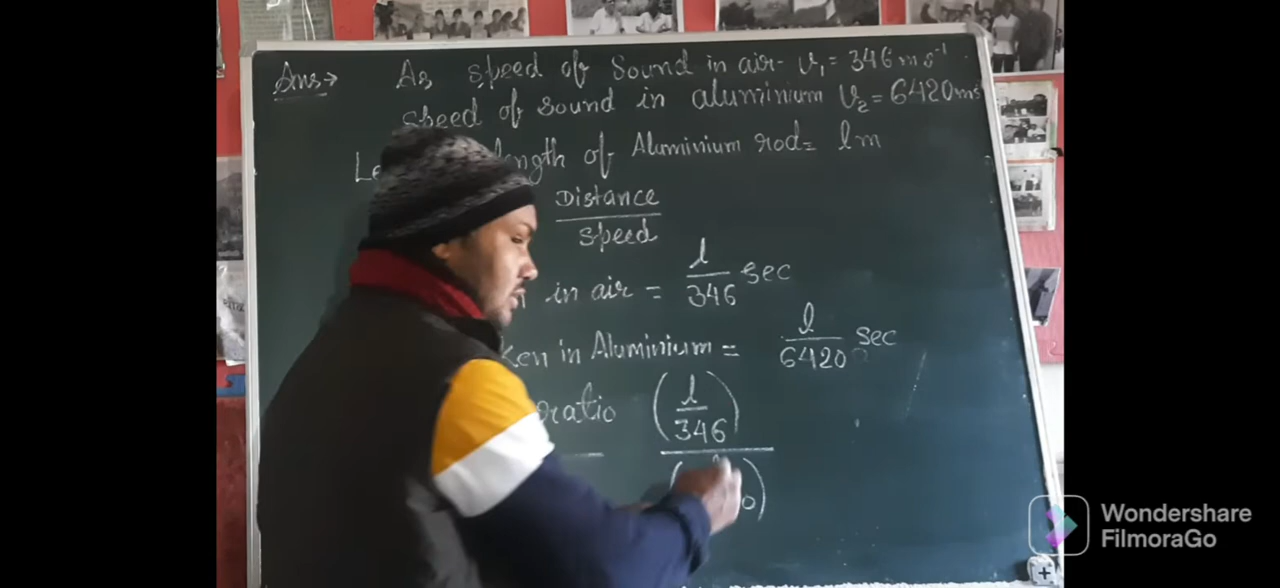 Ans→ As speed of Sound in air- v₁ = 346 m s⁻¹
speed of sound in aluminium v₂ = 6420 ms
length of Aluminium rod = l m
Distance
speed
in air = l/346 sec
ken in Aluminium = l/6420 sec
ratio (l/346)
Wondershare
FilmoraGo